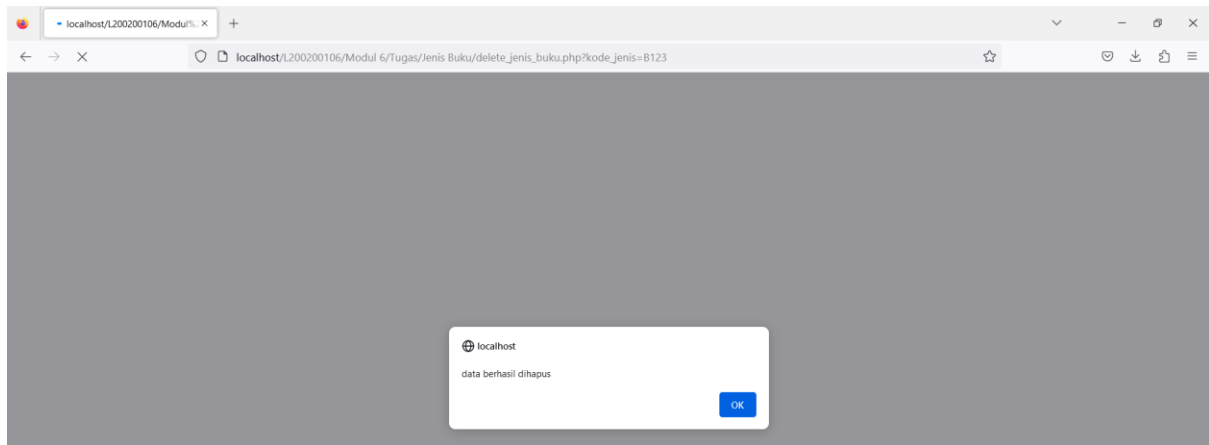 localhost/L200200106/Modul%2
localhost/L200200106/Modul 6/Tugas/Jenis Buku/delete_jenis_buku.php?kode_jenis=B123
localhost
data berhasil dihapus
OK